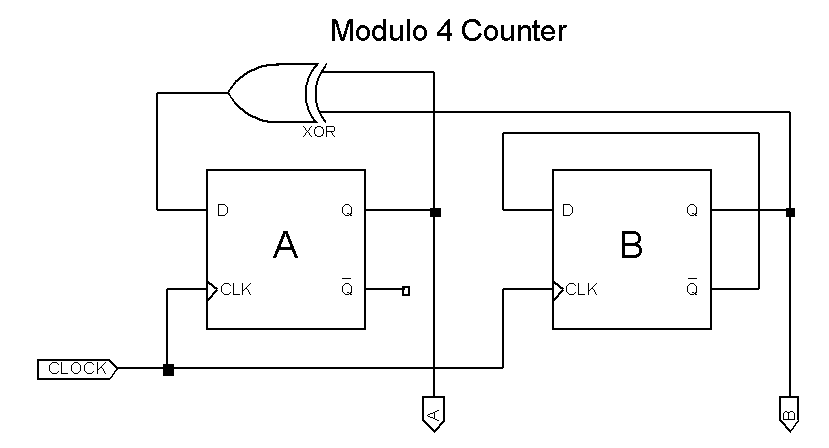 Modulo 4 Counter
XOR
D Q
A
Q
CLK
D Q
B
Q
CLK
CLOCK
A
B